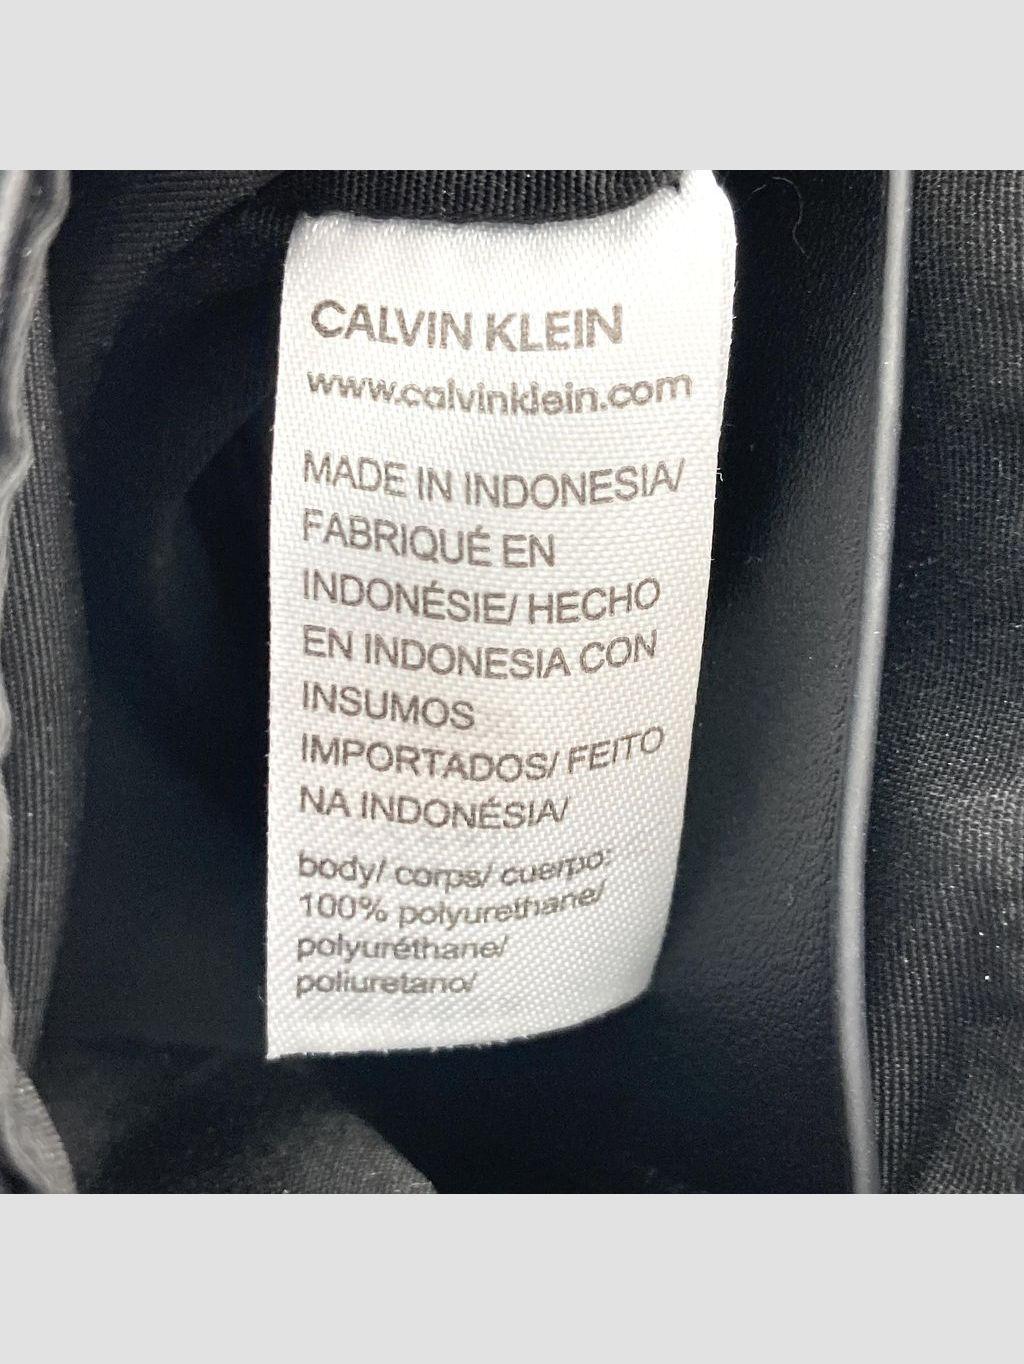 CALVIN KLEIN
www.calvinklein.com
MADE IN INDONESIA/
FABRIQUÉ EN
INDONÉSIE/ HECHO
EN INDONESIA CON
INSUMOS
IMPORTADOS/ FEITO
NA INDONÉSIA/
body/ corps/ cuerpo:
100% polyurethane/
polyuréthane/
poliuretano/